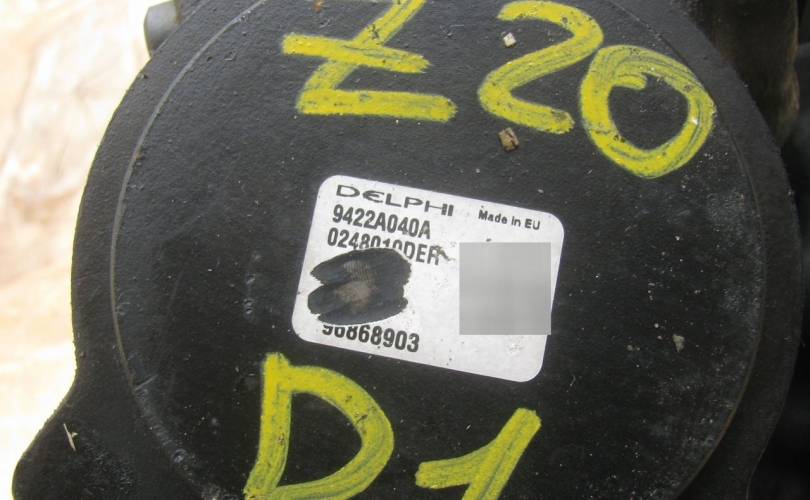 Z20
DELPHI Made in EU
9422A040A
0248010DER
96868903
D1